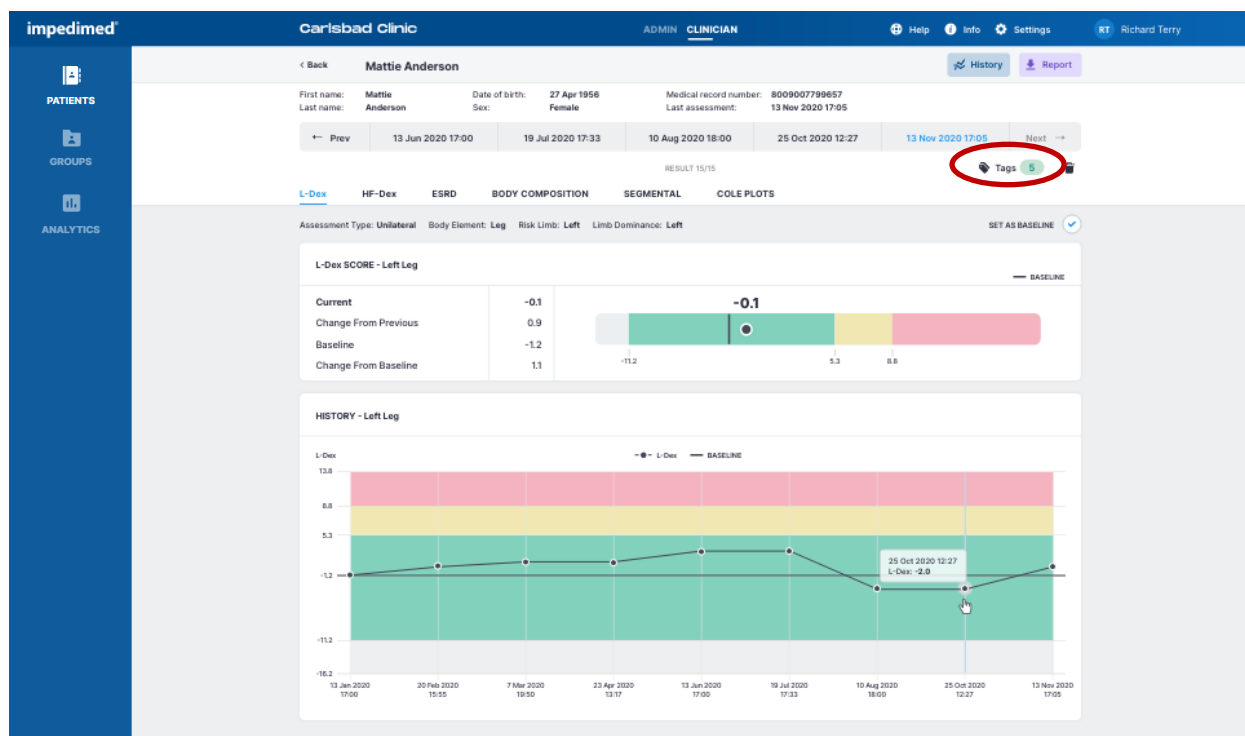 impedimed®
Carlsbad Clinic
ADMIN CLINICIAN
Help Info Settings
RT Richard Terry
PATIENTS
GROUPS
ANALYTICS
< Back Mattie Anderson
History Report
First name: Mattie Date of birth: 27 Apr 1956 Medical record number: 8009007799657
Last name: Anderson Sex: Female Last assessment: 13 Nov 2020 17:05
← Prev 13 Jun 2020 17:00 19 Jul 2020 17:33 10 Aug 2020 18:00 25 Oct 2020 12:27 13 Nov 2020 17:05 Next →
RESULT 15/15 Tags 5
L-Dex HF-Dex ESRD BODY COMPOSITION SEGMENTAL COLE PLOTS
Assessment Type: Unilateral Body Element: Leg Risk Limb: Left Limb Dominance: Left SET AS BASELINE
L-Dex SCORE - Left Leg
BASELINE
Current -0.1
Change From Previous 0.9
Baseline -1.2
Change From Baseline 1.1
-0.1
-11.2 5.3 8.8
HISTORY - Left Leg
L-Dex
L-Dex BASELINE
13.8
8.8
5.3
-1.2
-11.2
-16.2
25 Oct 2020 12:27
L-Dex: -2.0
13 Jan 2020 20 Feb 2020 7 Mar 2020 23 Apr 2020 13 Jun 2020 19 Jul 2020 10 Aug 2020 25 Oct 2020 13 Nov 2020
17:00 15:55 19:50 13:17 17:00 17:33 18:00 12:27 17:05